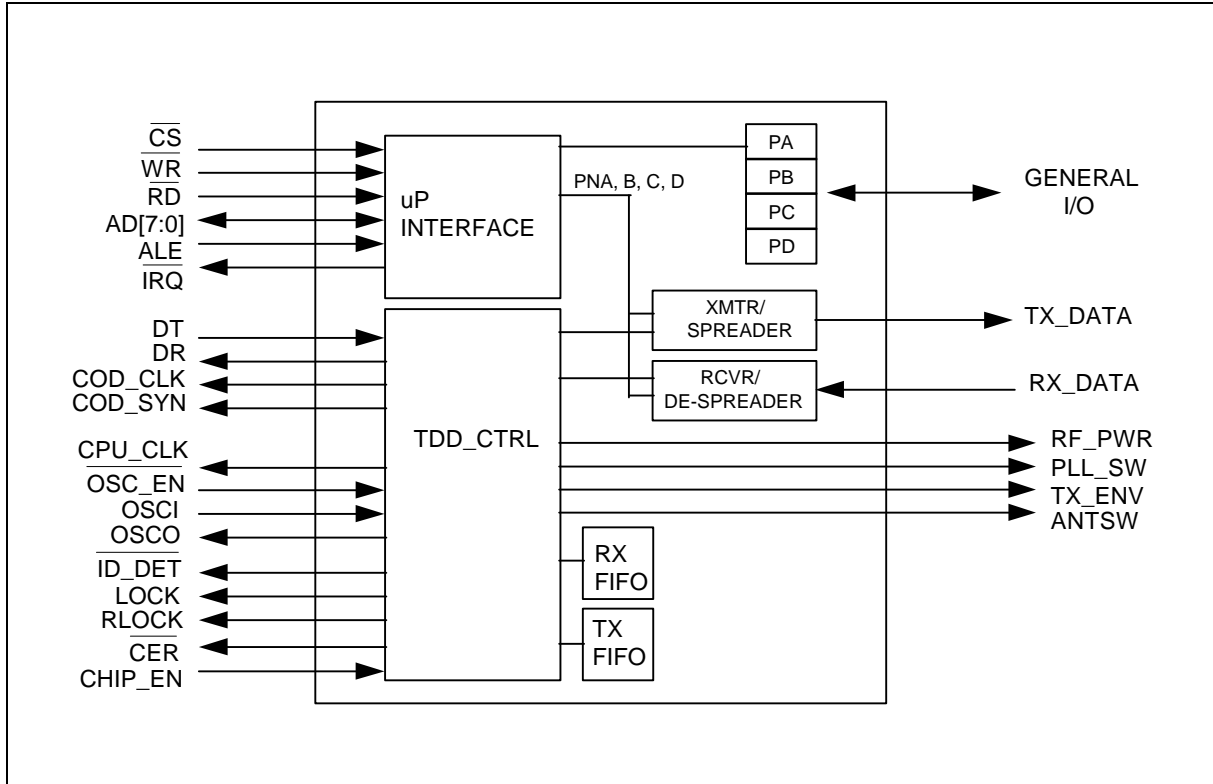 CS
WR
RD
AD[7:0]
ALE
IRQ
DT
DR
COD_CLK
COD_SYN
CPU_CLK
OSC_EN
OSCI
OSCO
ID_DET
LOCK
RLOCK
CER
CHIP_EN
uP
INTERFACE
PNA, B, C, D
PA
PB
PC
PD
GENERAL
I/O
XMTR/
SPREADER
TX_DATA
RCVR/
DE-SPREADER
RX_DATA
TDD_CTRL
RF_PWR
PLL_SW
TX_ENV
ANTSW
RX
FIFO
TX
FIFO